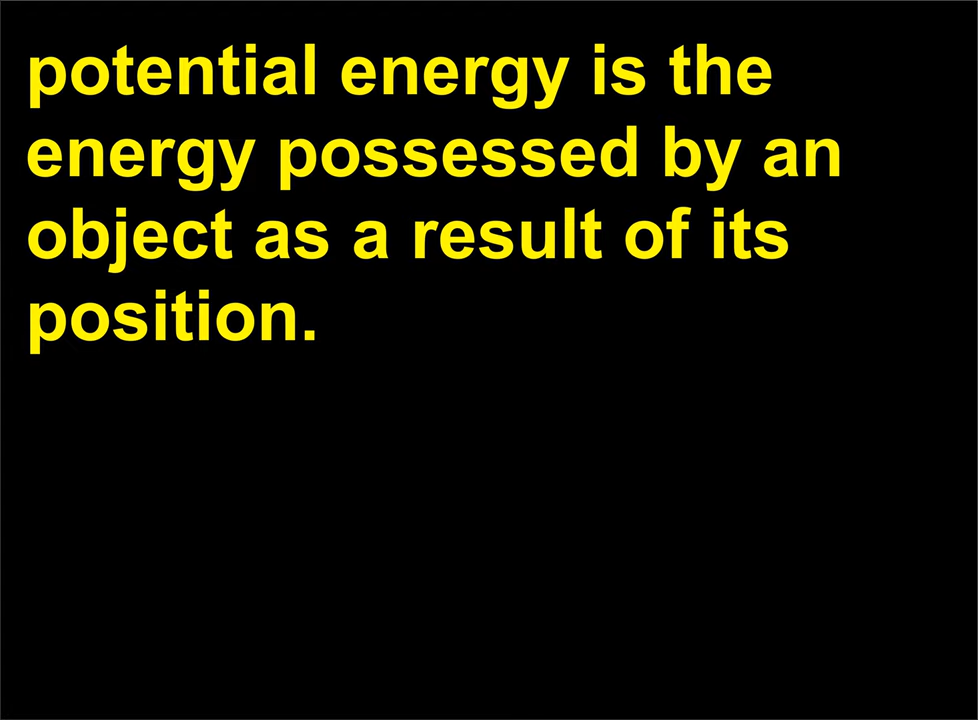 potential energy is the
energy possessed by an
object as a result of its
position.